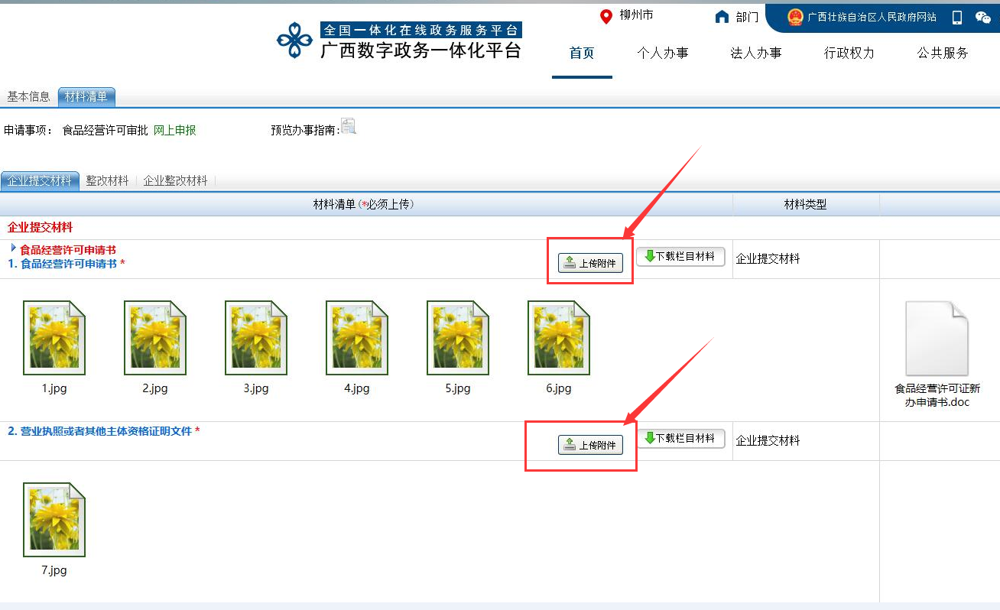 柳州市
部门
广西壮族自治区人民政府网站
全国一体化在线政务服务平台
广西数字政务一体化平台
首页 个人办事 法人办事 行政权力 公共服务
基本信息 材料清单
申请事项： 食品经营许可审批 网上申报 预览办事指南:
企业提交材料 整改材料 企业整改材料
材料清单(*必须上传) 材料类型
企业提交材料
食品经营许可申请书
1. 食品经营许可申请书 *
上传附件 下载栏目材料 企业提交材料
1.jpg 2.jpg 3.jpg 4.jpg 5.jpg 6.jpg
食品经营许可证新
办申请书.doc
2. 营业执照或者其他主体资格证明文件 *
上传附件 下载栏目材料 企业提交材料
7.jpg